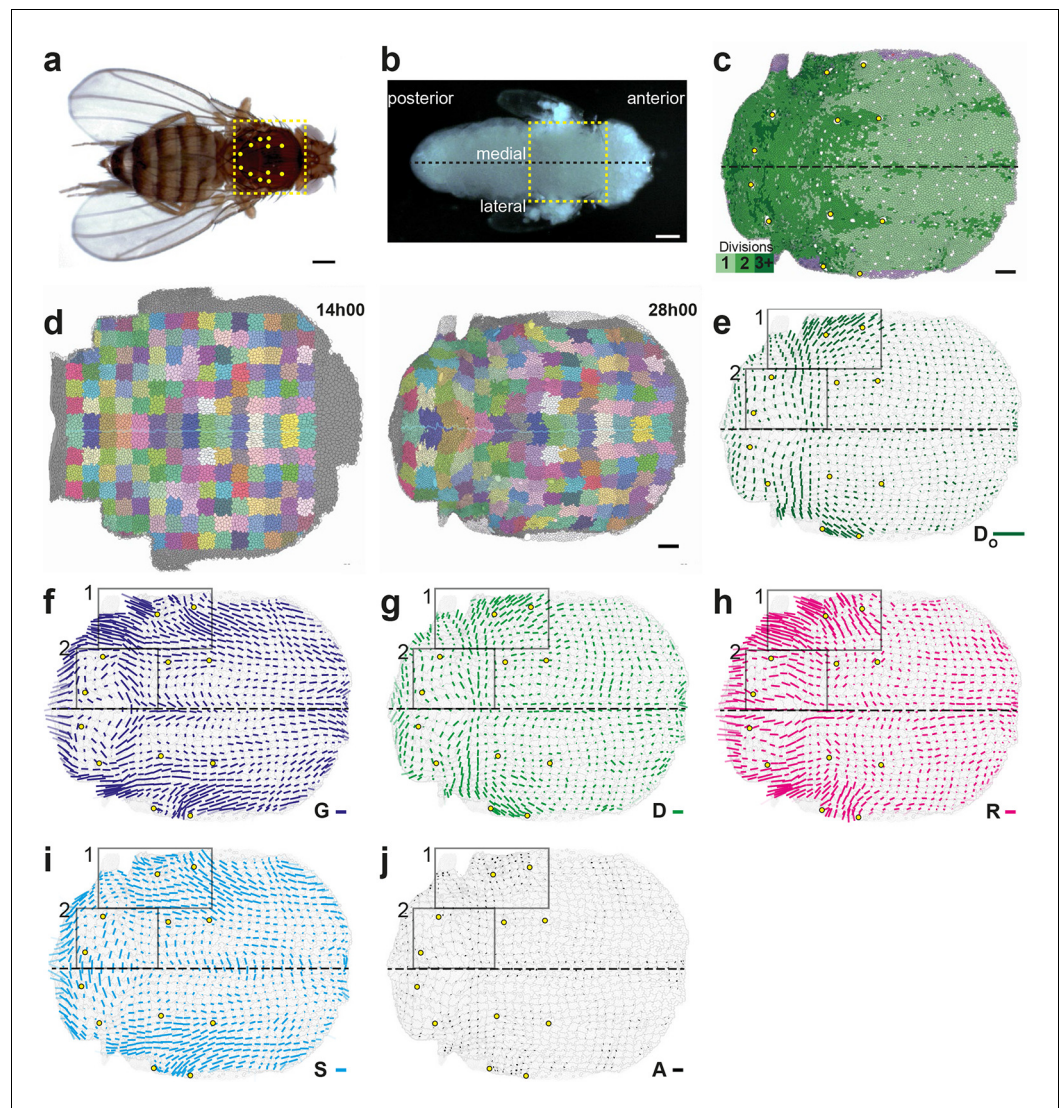 a
b
posterior
anterior
medial
lateral
c
Divisions
1 2 3+
d
14h00
28h00
e
1
2
Do
f
1
2
G
g
1
2
D
h
1
2
R
i
1
2
S
j
1
2
A